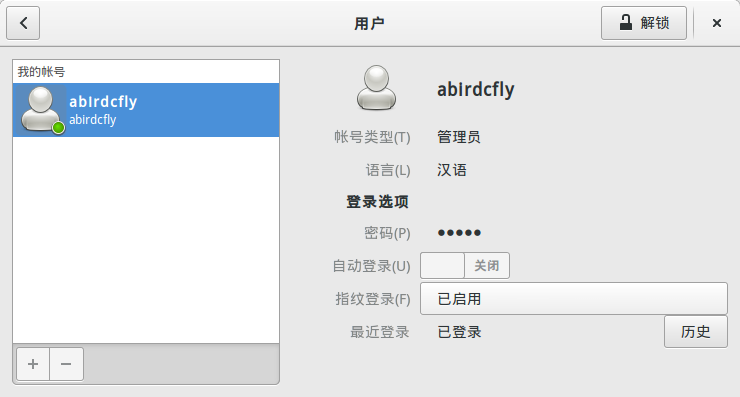 用户
解锁
我的帐号
abirdcfly
abirdcfly
abirdcfly
帐号类型(T) 管理员
语言(L) 汉语
登录选项
密码(P) ●●●●●
自动登录(U) 关闭
指纹登录(F) 已启用
最近登录 已登录 历史